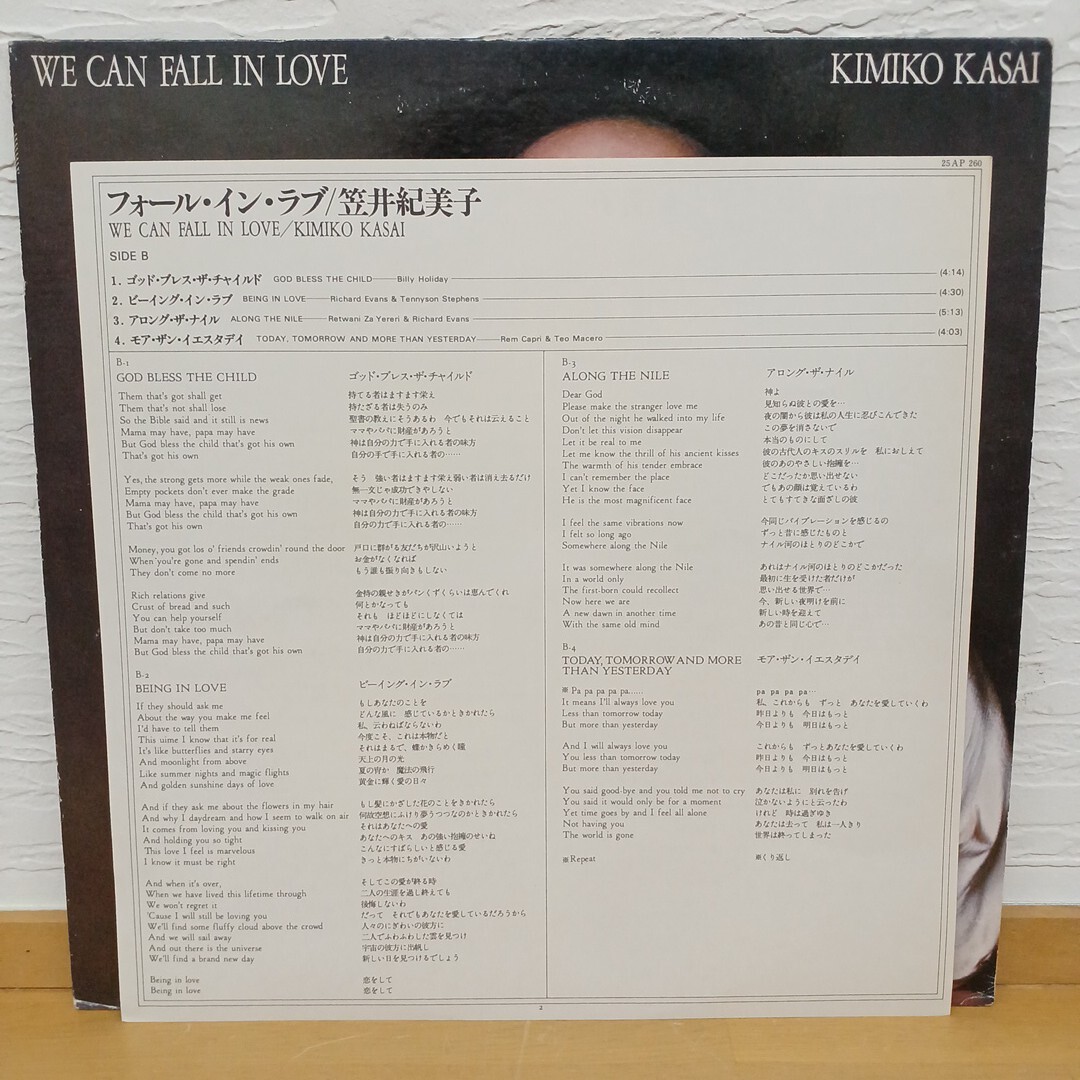 WE CAN FALL IN LOVE
KIMIKO KASAI
25AP 260
フォール・イン・ラブ/笠井紀美子
WE CAN FALL IN LOVE/KIMIKO KASAI
SIDE B
1. ゴッド・ブレス・ザ・チャイルド GOD BLESS THE CHILD——Billy Holiday (4:14)
2. ビーイング・イン・ラブ BEING IN LOVE——Richard Evans & Tennyson Stephens (4:30)
3. アロング・ザ・ナイル ALONG THE NILE——Retwani Za Yereri & Richard Evans (5:13)
4. モア・ザン・イエスタデイ TODAY, TOMORROW AND MORE THAN YESTERDAY——Rem Capri & Teo Macero (4:03)
B-1
GOD BLESS THE CHILD ゴッド・ブレス・ザ・チャイルド
Them that's got shall get 持てる者はますます栄え
Them that's not shall lose 持たざる者は失うのみ
So the Bible said and it still is news 聖書の教えにそうあるわ 今でもそれは云えること
Mama may have, papa may have ママやパパに財産があろうと
But God bless the child that's got his own 神は自分の力で手に入れる者の味方
That's got his own 自分の手で手に入れる者の…
Yes, the strong gets more while the weak ones fade, そう 強い者はますます栄え弱い者は消え去るだけ
Empty pockets don't ever make the grade 無一文じゃ成功できやしない
Mama may have, papa may have ママやパパに財産があろうと
But God bless the child that's got his own 神は自分の力で手に入れる者の味方
That's got his own 自分の力で手に入れる者の……
Money, you got los o' friends crowdin' round the door 戸口に群がる友だちが沢山いようと
When you're gone and spendin' ends お金がなくなれば
They don't come no more もう誰も振り向きもしない
Rich relations give 金持の親せきがパンくずくらいは恵んでくれ
Crust of bread and such 何とかなっても
You can help yourself それも ほどほどにしなくては
But don't take too much ママやパパに財産があろうと
Mama may have, papa may have 神は自分の力で手に入れる者の味方
But God bless the child that's got his own 自分の力で手に入れる者の……
B-2
BEING IN LOVE ビーイング・イン・ラブ
If they should ask me もしあなたのことを
About the way you make me feel どんな風に 感じているかときかれたら
I'd have to tell them 私、云わねばならないわ
This uime I know that it's for real 今度こそ、これは本物だと
It's like butterflies and starry eyes それはまるで、蝶かきらめく瞳
And moonlight from above 天上の月の光
Like summer nights and magic flights 夏の宵か 魔法の飛行
And golden sunshine days of love 黄金に輝く愛の日々
And if they ask me about the flowers in my hair もし髪にかざした花のことをきかれたら
And why I daydream and how I seem to walk on air 何故空想にふけり夢うつつなのかときかれたら
It comes from loving you and kissing you それはあなたへの愛
And holding you so tight あなたへのキス あの強い抱擁のせいね
This love I feel is marvelous こんなにすばらしいと感じる愛
I know it must be right きっと本物にちがいないわ
And when it's over, そしてこの愛が終る時
When we have lived this lifetime through 二人の生涯を過し終えても
We won't regret it 後悔しないわ
'Cause I will still be loving you だって それでもあなたを愛しているだろうから
We'll find some fluffy cloud above the crowd 人々のにぎわいの彼方に
And we will sail away 二人でふわふわした雲を見つけ
And out there is the universe 宇宙の彼方に出帆し
We'll find a brand new day 新しい日を見つけるでしょう
Being in love 恋をして
Being in love 恋をして
B-3
ALONG THE NILE アロング・ザ・ナイル
Dear God 神よ
Please make the stranger love me 見知らぬ彼との愛を…
Out of the night he walked into my life 夜の闇から彼は私の人生に忍びこんできた
Don't let this vision disappear この夢を消さないで
Let it be real to me 本当のものにして
Let me know the thrill of his ancient kisses 彼の古代人のキスのスリルを 私におしえて
The warmth of his tender embrace 彼のあのやさしい抱擁を…
I can't remember the place どこだったか思い出せない
Yet I know the face でもあの顔は覚えているわ
He is the most magnificent face とてもすてきな面ざしの彼
I feel the same vibrations now 今同じバイブレーションを感じるの
I felt so long ago ずっと昔に感じたものと
Somewhere along the Nile ナイル河のほとりのどこかで
It was somewhere along the Nile あれはナイル河のほとりのどこかだった
In a world only 最初に生を受けた者だけが
The first-born could recollect 思い出せる世界で…
Now here we are 今、新しい夜明けを前に
A new dawn in another time 新しい時を迎えて
With the same old mind あの昔と同じ心で…
B-4
TODAY, TOMORROW AND MORE モア・ザン・イエスタデイ
THAN YESTERDAY
※ Pa pa pa pa pa…… pa pa pa pa…
It means I'll always love you 私、これからも ずっと あなたを愛していくわ
Less than tomorrow today 昨日よりも 今日はもっと
But more than yesterday 今日よりも 明日はもっと
And I will always love you これからも ずっとあなたを愛していくわ
You less than tomorrow today 昨日よりも 今日はもっと
But more than yesterday 今日よりも 明日はもっと
You said good-bye and you told me not to cry あなたは私に 別れを告げ
You said it would only be for a moment 泣かないようにと云ったわ
Yet time goes by and I feel all alone けれど 時は過ぎゆき
Not having you あなたは去って 私は一人きり
The world is gone 世界は終ってしまった
※Repeat ※くり返し
2